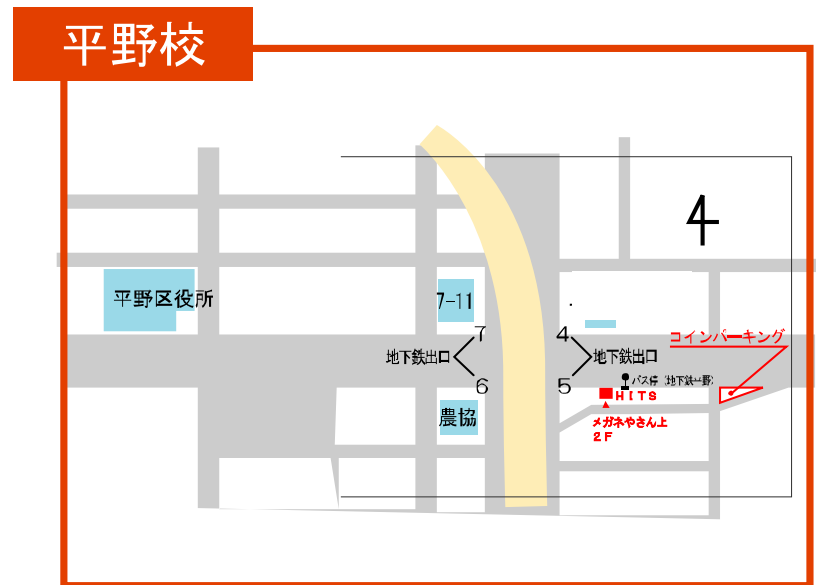 平野校
平野区役所
7-11
7
4
コインパーキング
地下鉄出口
地下鉄出口
6
5
バス停(地下鉄平野)
HITS
農協
メガネやさん上
2F